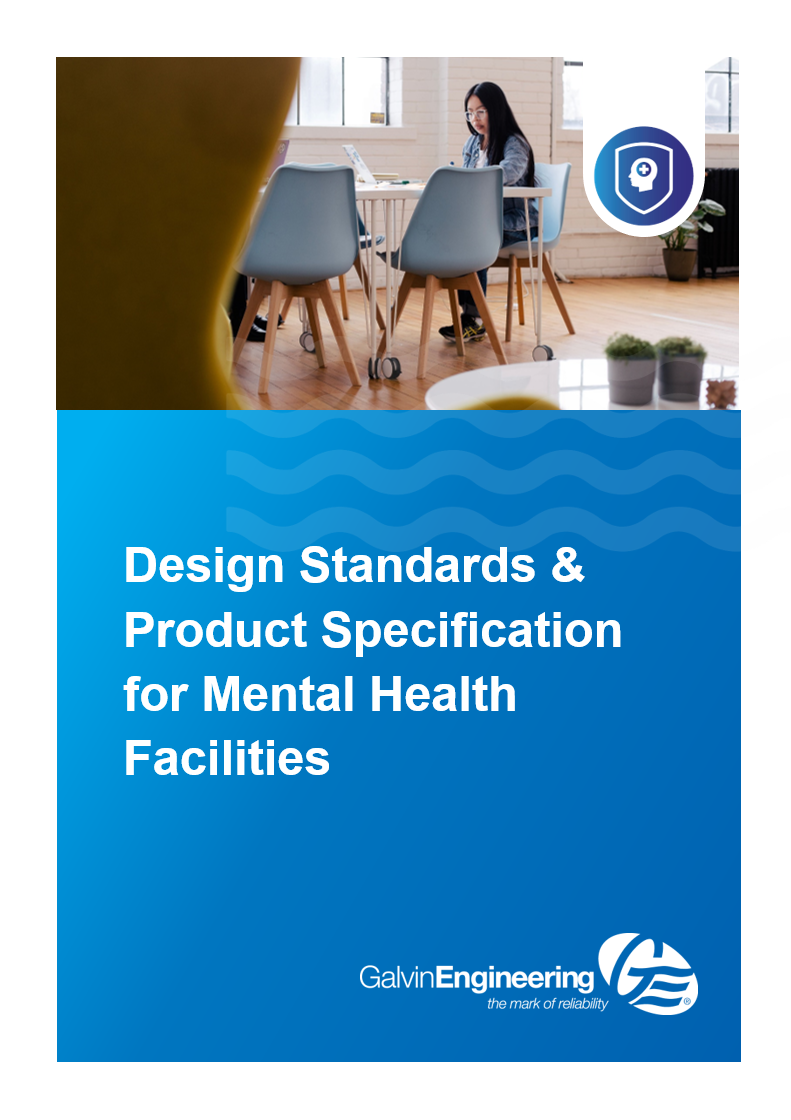 Design Standards &
Product Specification
for Mental Health
Facilities
GalvinEngineering
the mark of reliability
®